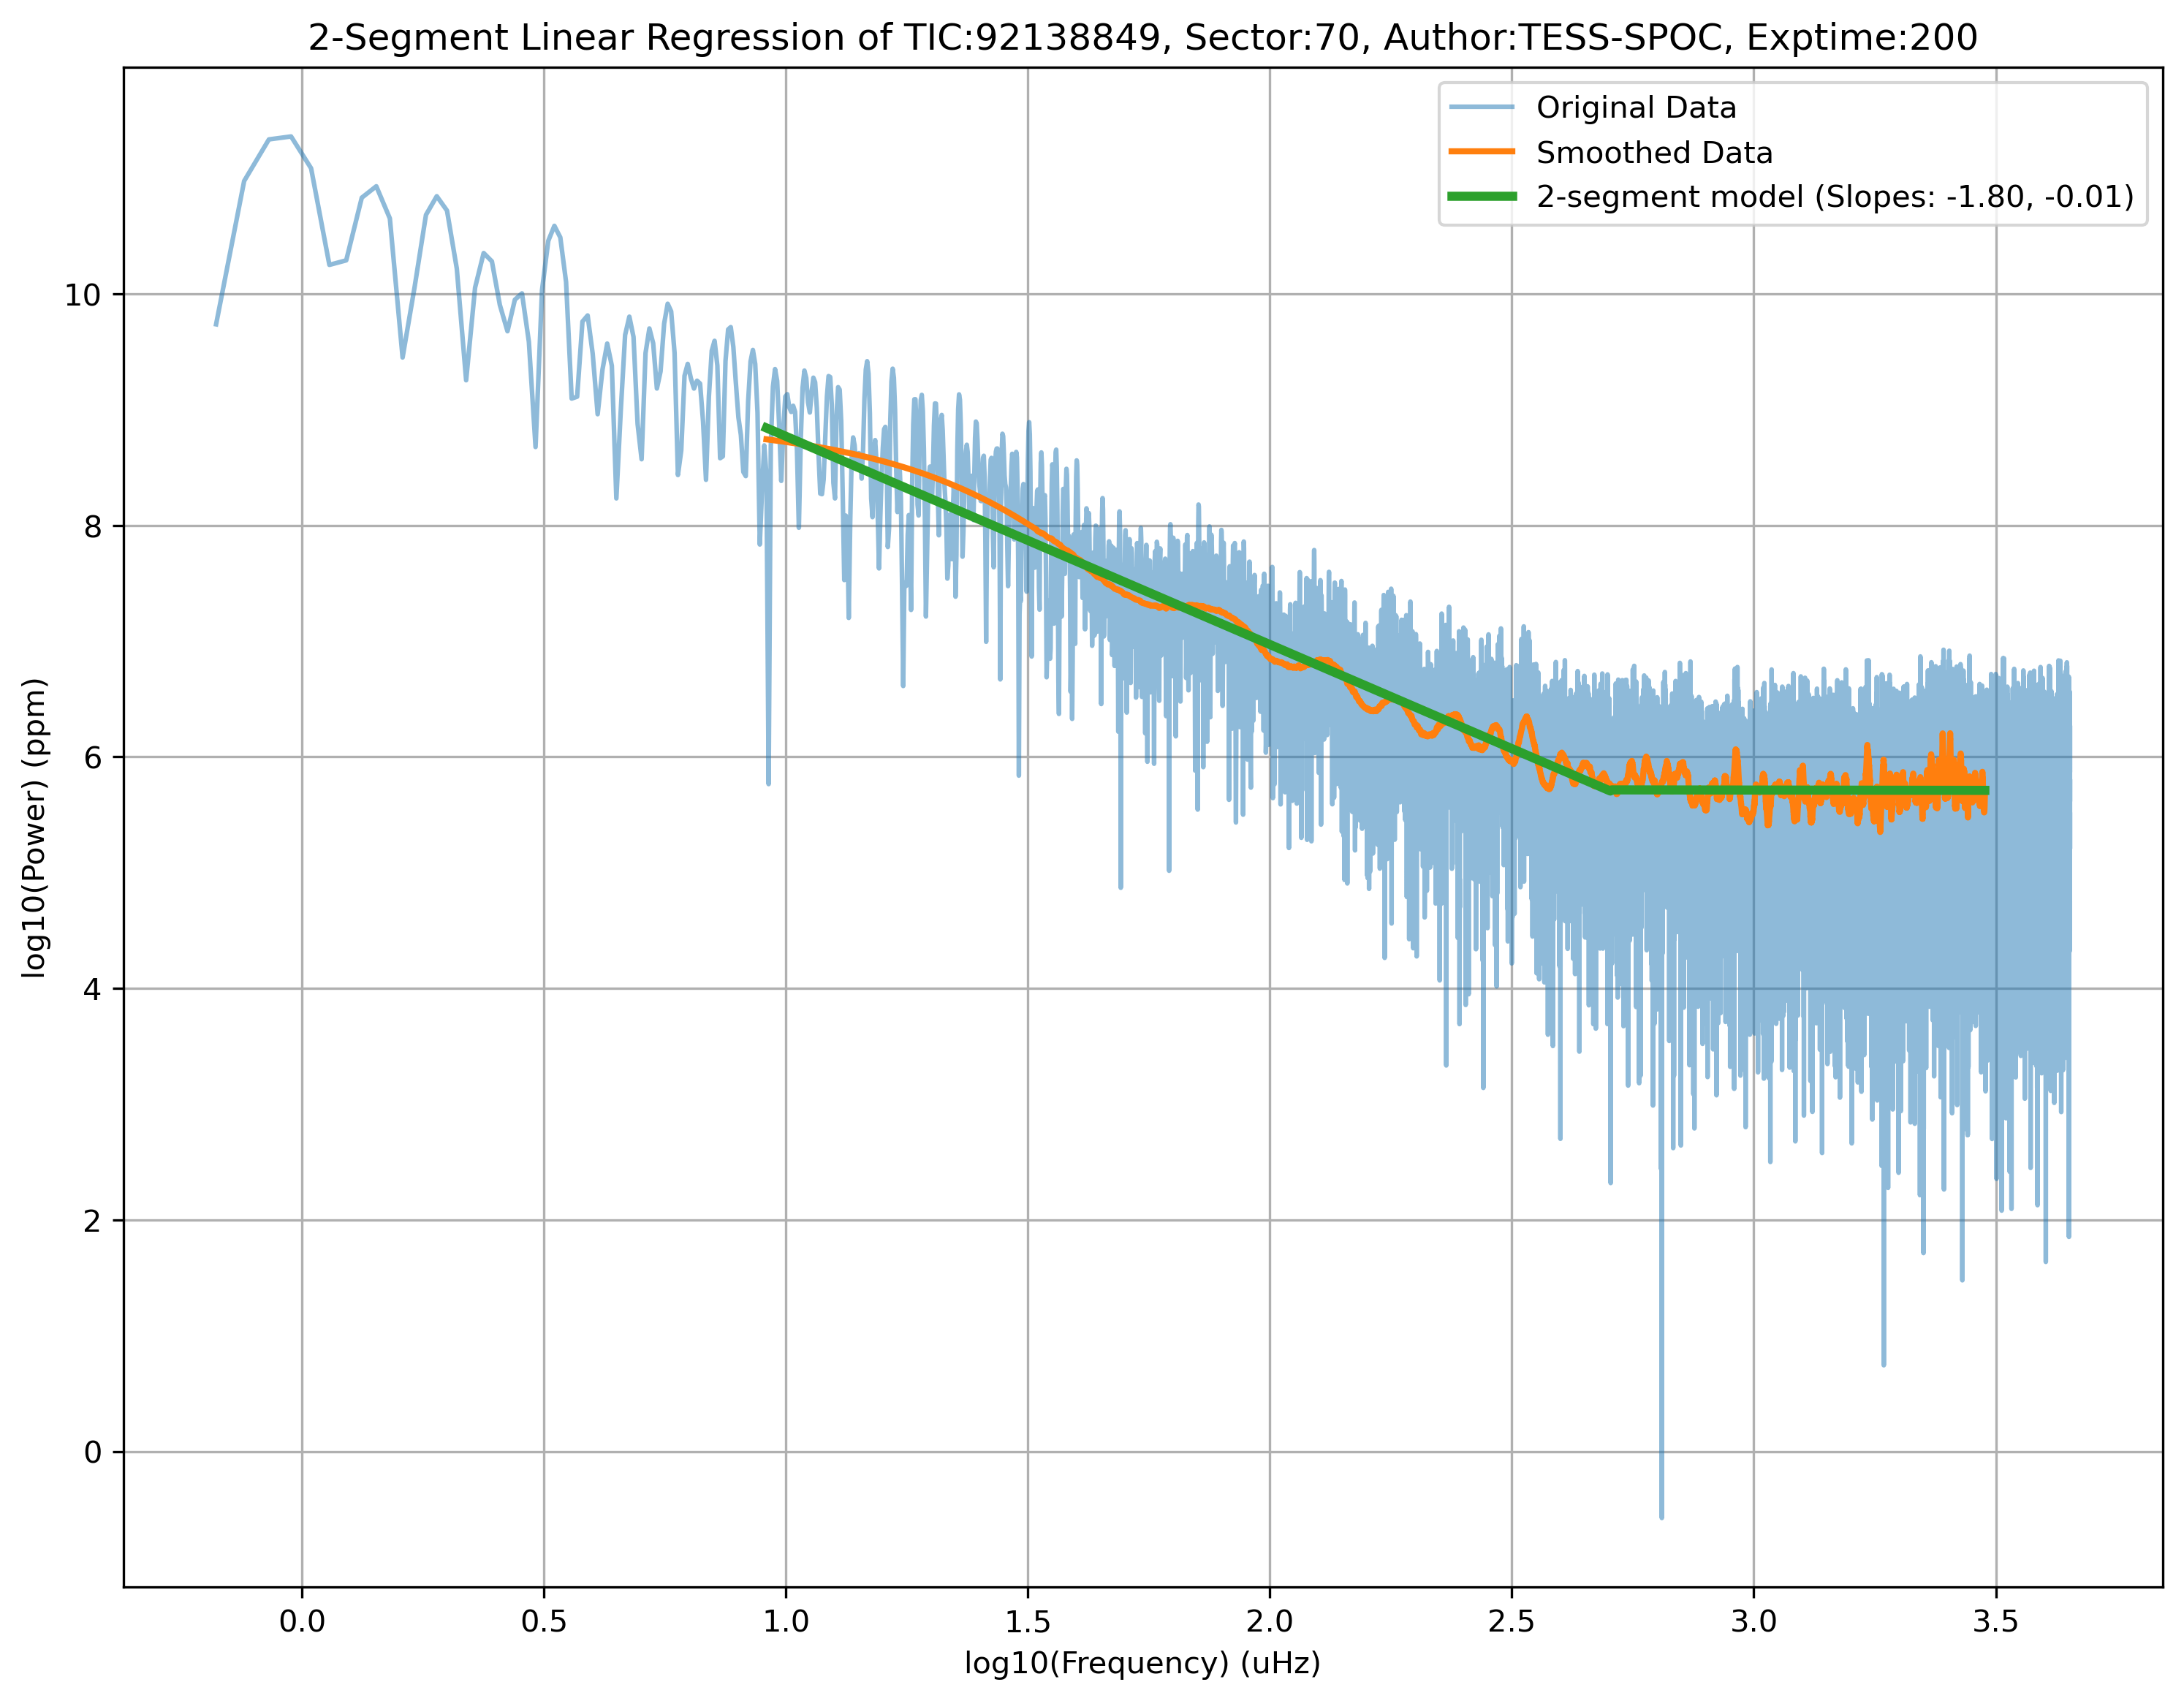 2-Segment Linear Regression of TIC:92138849, Sector:70, Author:TESS-SPOC, Exptime:200
Original Data
Smoothed Data
2-segment model (Slopes: -1.80, -0.01)
log10(Power) (ppm)
10
8
6
4
2
0
0.0 0.5 1.0 1.5 2.0 2.5 3.0 3.5
log10(Frequency) (uHz)